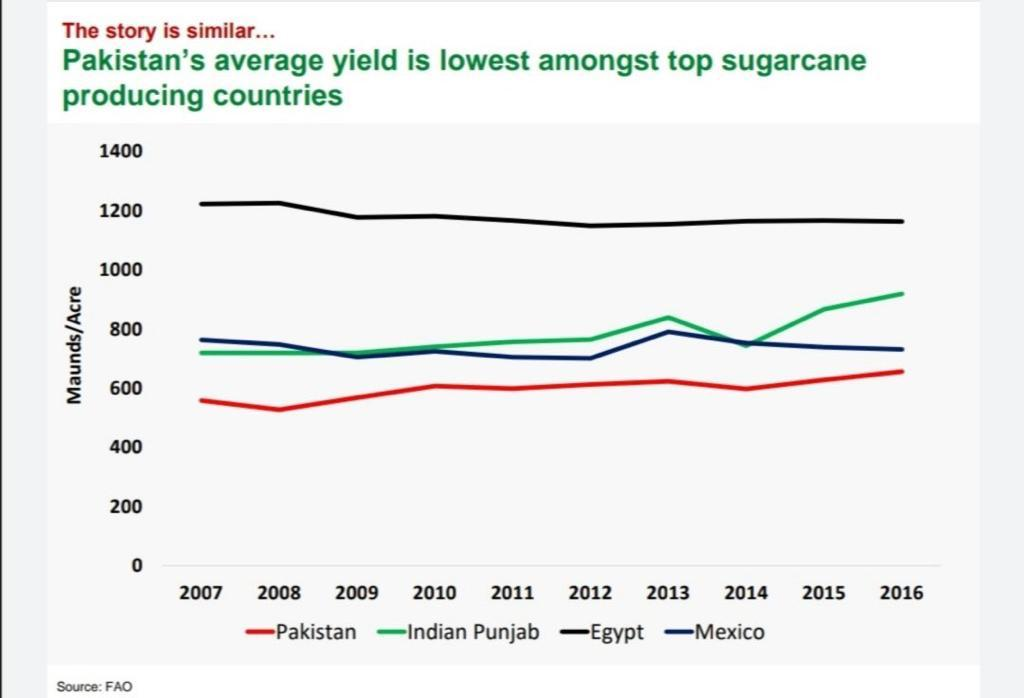 The story is similar...
Pakistan's average yield is lowest amongst top sugarcane
producing countries
1400
1200
1000
800
600
400
200
0
Maunds/Acre
2007 2008 2009 2010 2011 2012 2013 2014 2015 2016
Pakistan Indian Punjab Egypt Mexico
Source: FAO